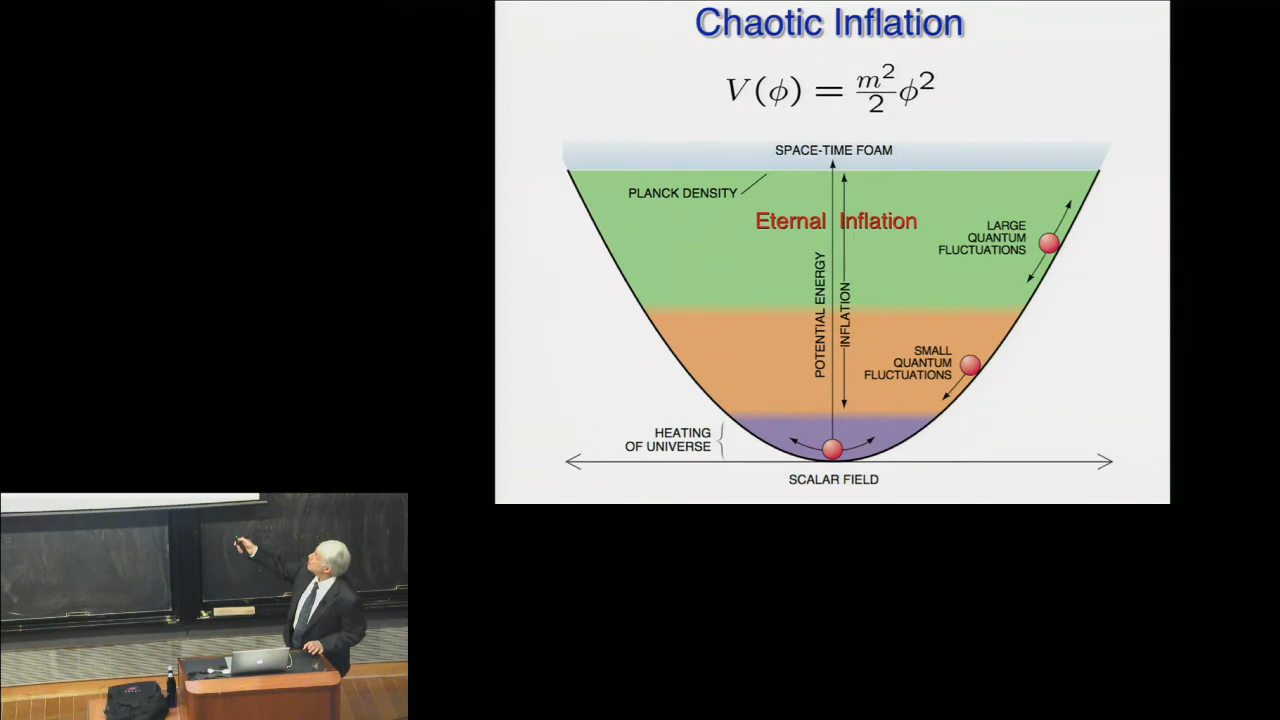 Chaotic Inflation
V(ϕ) = m²/2 ϕ²
SPACE-TIME FOAM
PLANCK DENSITY
Eternal Inflation
LARGE
QUANTUM
FLUCTUATIONS
POTENTIAL ENERGY
INFLATION
SMALL
QUANTUM
FLUCTUATIONS
HEATING
OF UNIVERSE
SCALAR FIELD